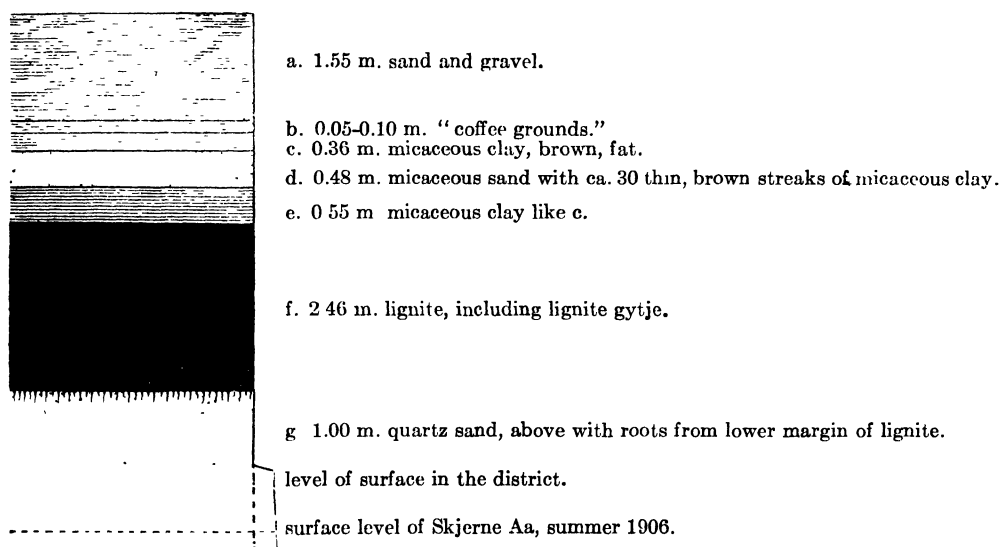 a. 1.55 m. sand and gravel.
b. 0.05-0.10 m. “ coffee grounds.”
c. 0.36 m. micaceous clay, brown, fat.
d. 0.48 m. micaceous sand with ca. 30 thin, brown streaks of micaceous clay.
e. 0 55 m micaceous clay like c.
f. 2 46 m. lignite, including lignite gytje.
g 1.00 m. quartz sand, above with roots from lower margin of lignite.
level of surface in the district.
surface level of Skjerne Aa, summer 1906.